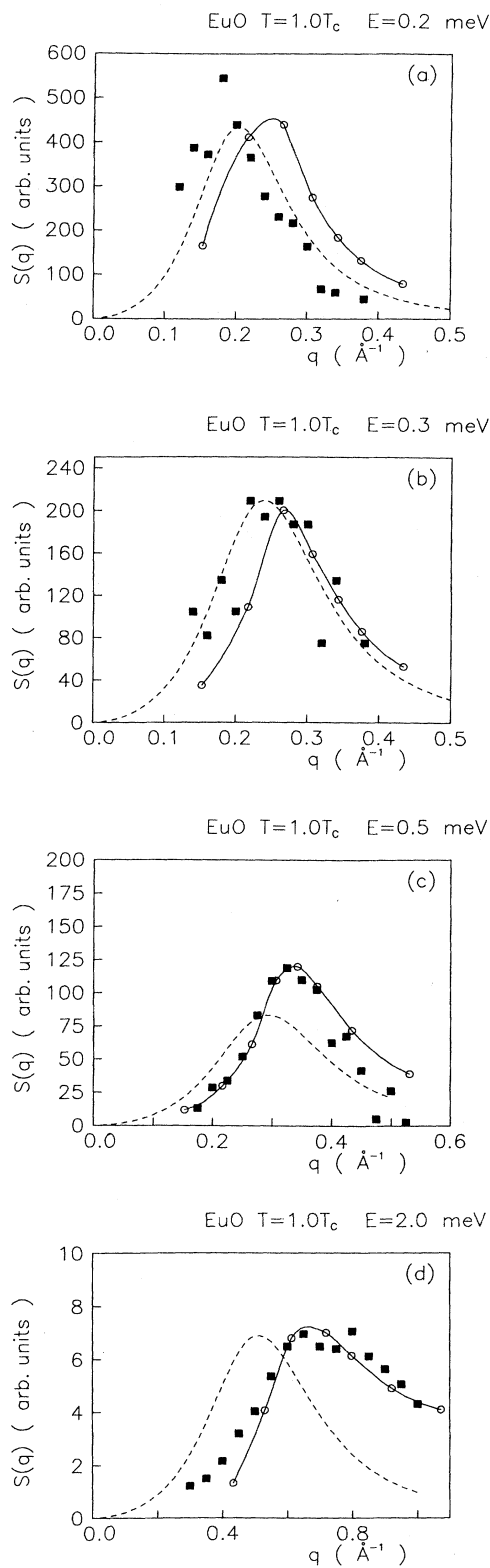 EuO T=1.0Tc E=0.2 meV
(a)
S(q) ( arb. units )
600
500
400
300
200
100
0
0.0 0.1 0.2 0.3 0.4 0.5
q ( Å⁻¹ )
EuO T=1.0Tc E=0.3 meV
(b)
S(q) ( arb. units )
240
200
160
120
80
40
0
0.0 0.1 0.2 0.3 0.4 0.5
q ( Å⁻¹ )
EuO T=1.0Tc E=0.5 meV
(c)
S(q) ( arb. units )
200
175
150
125
100
75
50
25
0
0.0 0.2 0.4 0.6
q ( Å⁻¹ )
EuO T=1.0Tc E=2.0 meV
(d)
S(q) ( arb. units )
10
8
6
4
2
0
0.0 0.4 0.8
q ( Å⁻¹ )